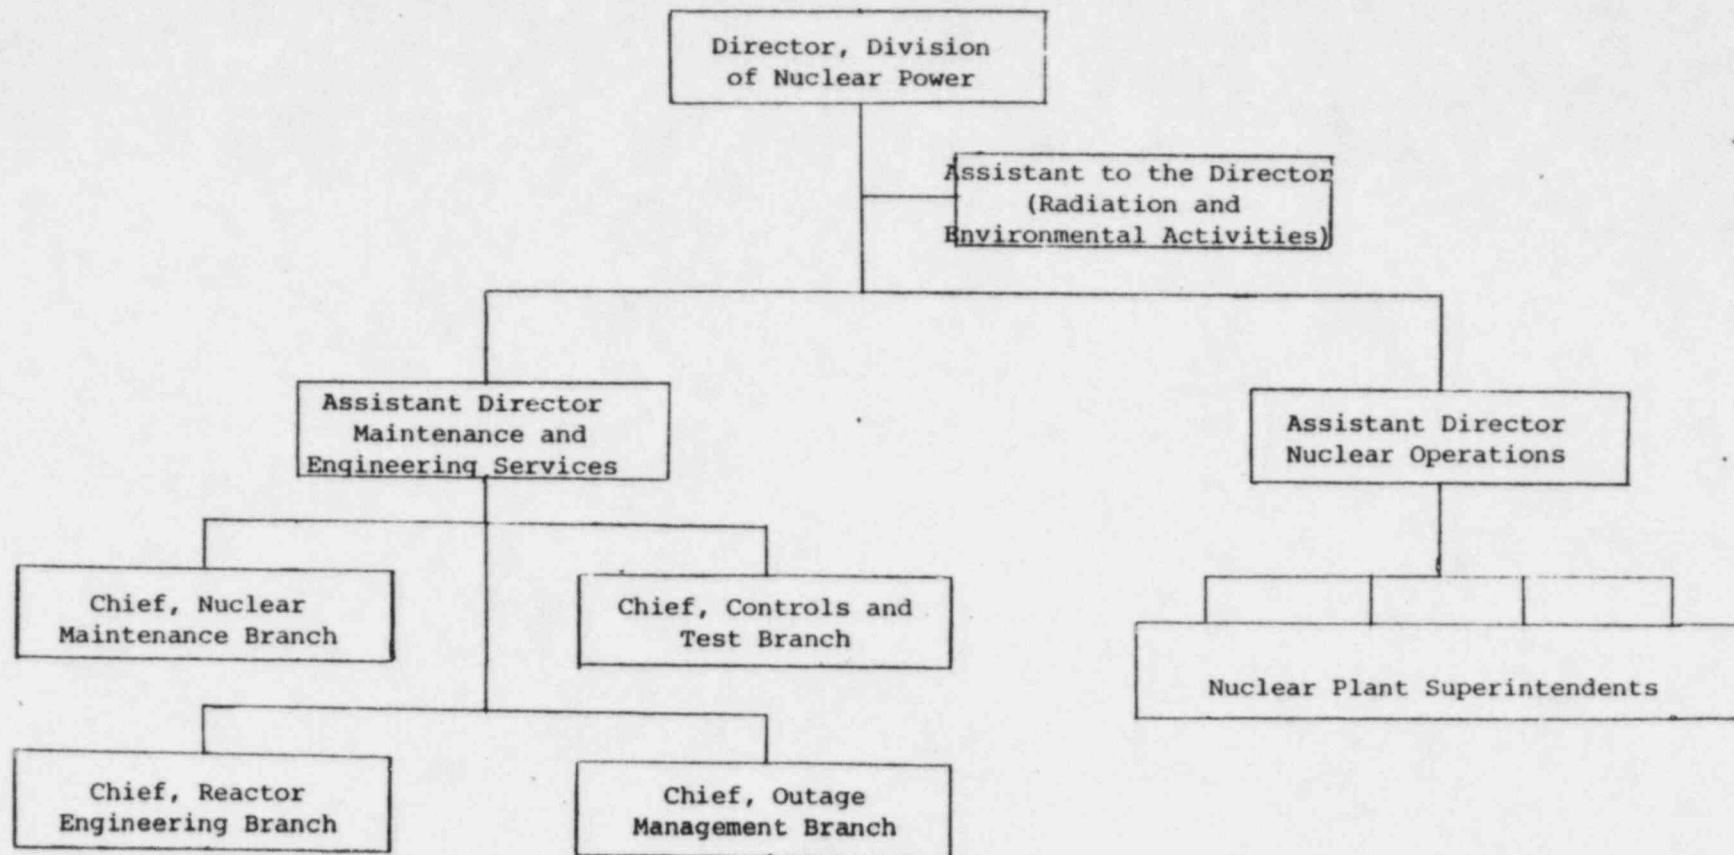 Director, Division
of Nuclear Power
Assistant to the Director
(Radiation and
Environmental Activities)
Assistant Director
Maintenance and
Engineering Services
Assistant Director
Nuclear Operations
Chief, Nuclear
Maintenance Branch
Chief, Controls and
Test Branch
Nuclear Plant Superintendents
Chief, Reactor
Engineering Branch
Chief, Outage
Management Branch